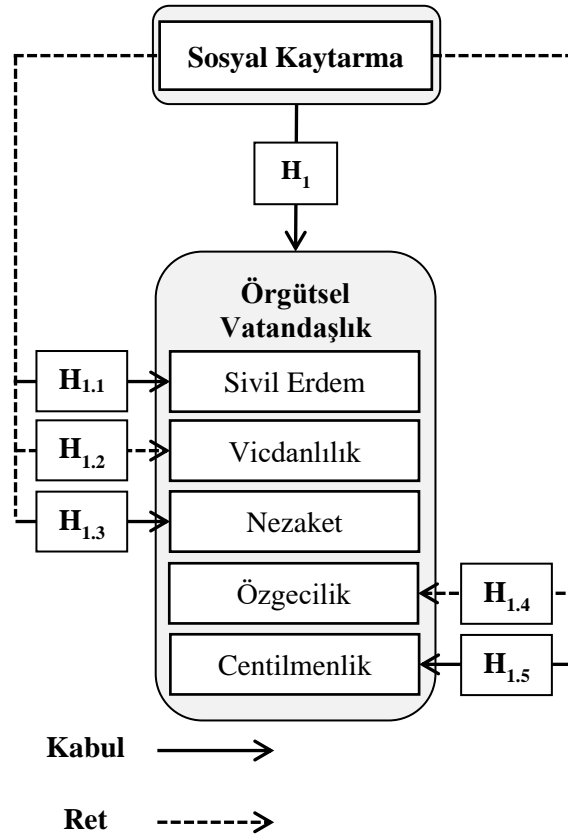 Sosyal Kaytarma
H1
Örgütsel
Vatandaşlık
H1.1
Sivil Erdem
H1.2
Vicdanlılık
H1.3
Nezaket
Özgecilik
H1.4
Centilmenlik
H1.5
Kabul
Ret